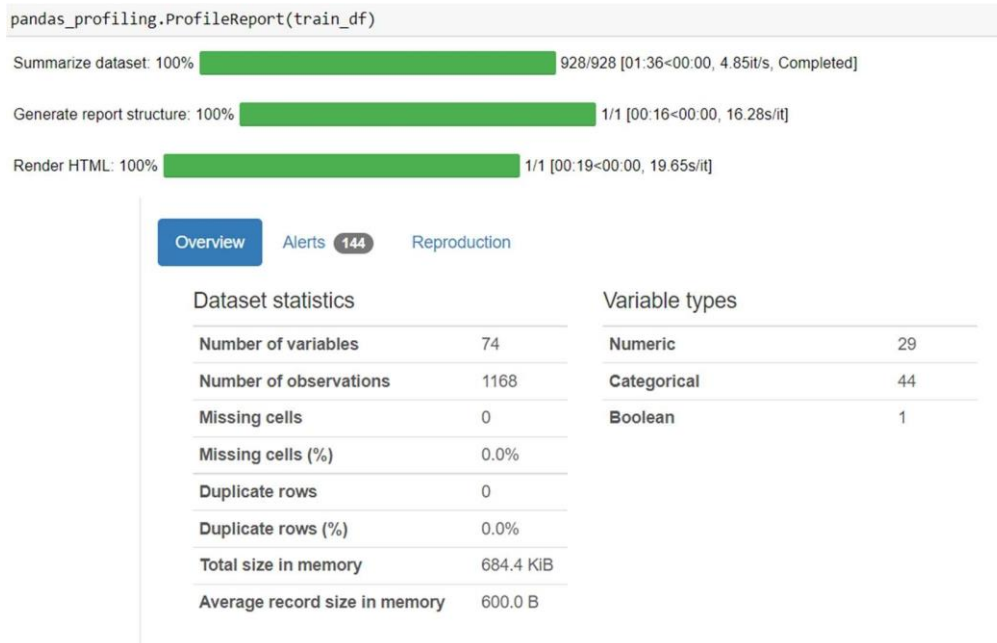 pandas_profiling.ProfileReport(train_df)
Summarize dataset: 100% 928/928 [01:36<00:00, 4.85it/s, Completed]
Generate report structure: 100% 1/1 [00:16<00:00, 16.28s/it]
Render HTML: 100% 1/1 [00:19<00:00, 19.65s/it]
Overview Alerts 144 Reproduction
Dataset statistics
Number of variables 74
Number of observations 1168
Missing cells 0
Missing cells (%) 0.0%
Duplicate rows 0
Duplicate rows (%) 0.0%
Total size in memory 684.4 KiB
Average record size in memory 600.0 B
Variable types
Numeric 29
Categorical 44
Boolean 1